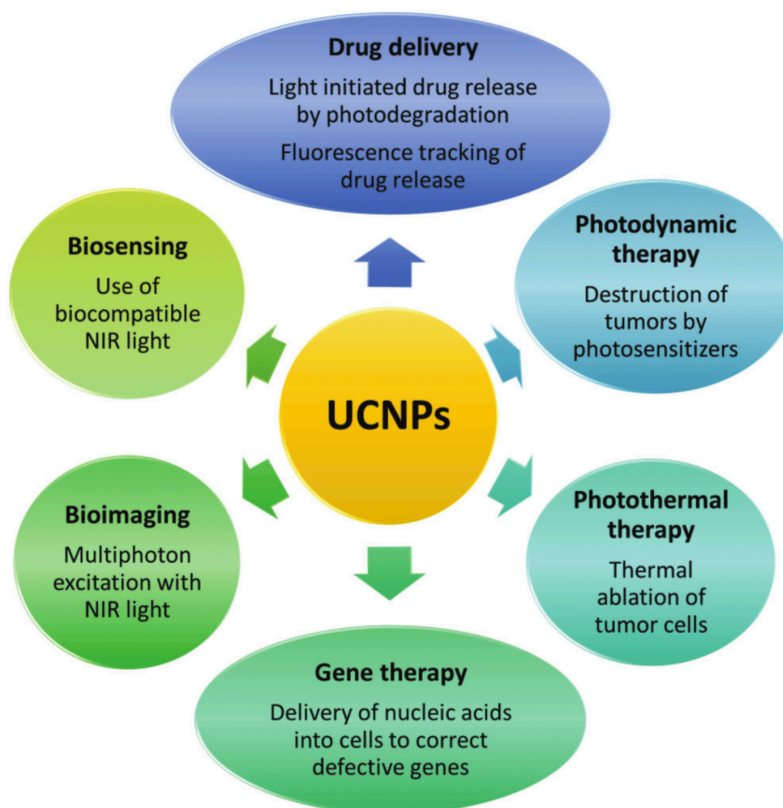 Drug delivery
Light initiated drug release
by photodegradation
Fluorescence tracking of
drug release
Biosensing
Use of
biocompatible
NIR light
Photodynamic
therapy
Destruction of
tumors by
photosensitizers
UCNPs
Bioimaging
Multiphoton
excitation with
NIR light
Photothermal
therapy
Thermal
ablation of
tumor cells
Gene therapy
Delivery of nucleic acids
into cells to correct
defective genes